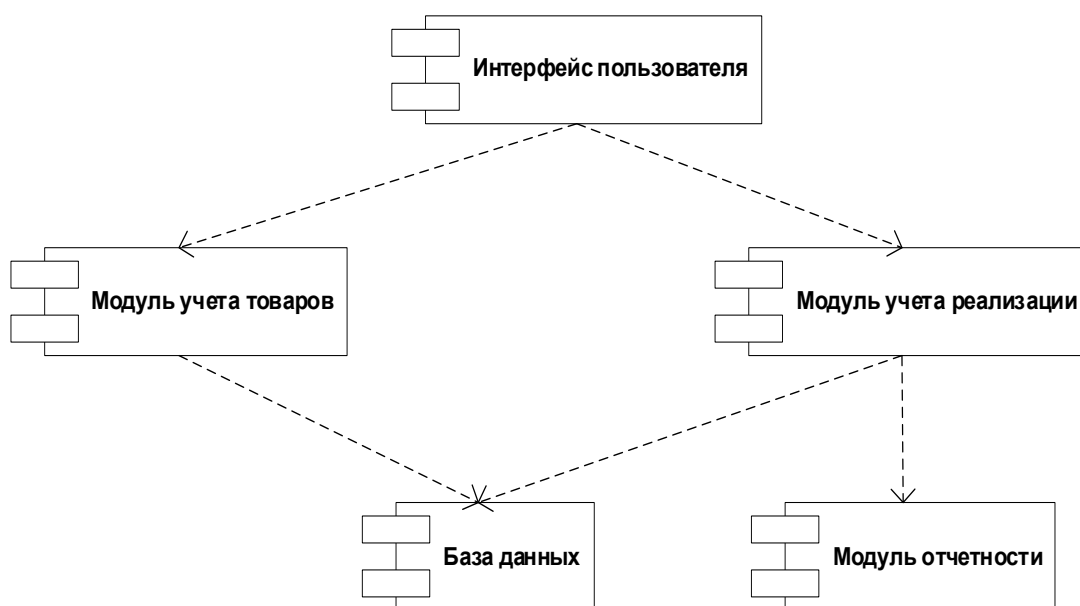 Интерфейс пользователя
Модуль учета товаров
Модуль учета реализации
База данных
Модуль отчетности